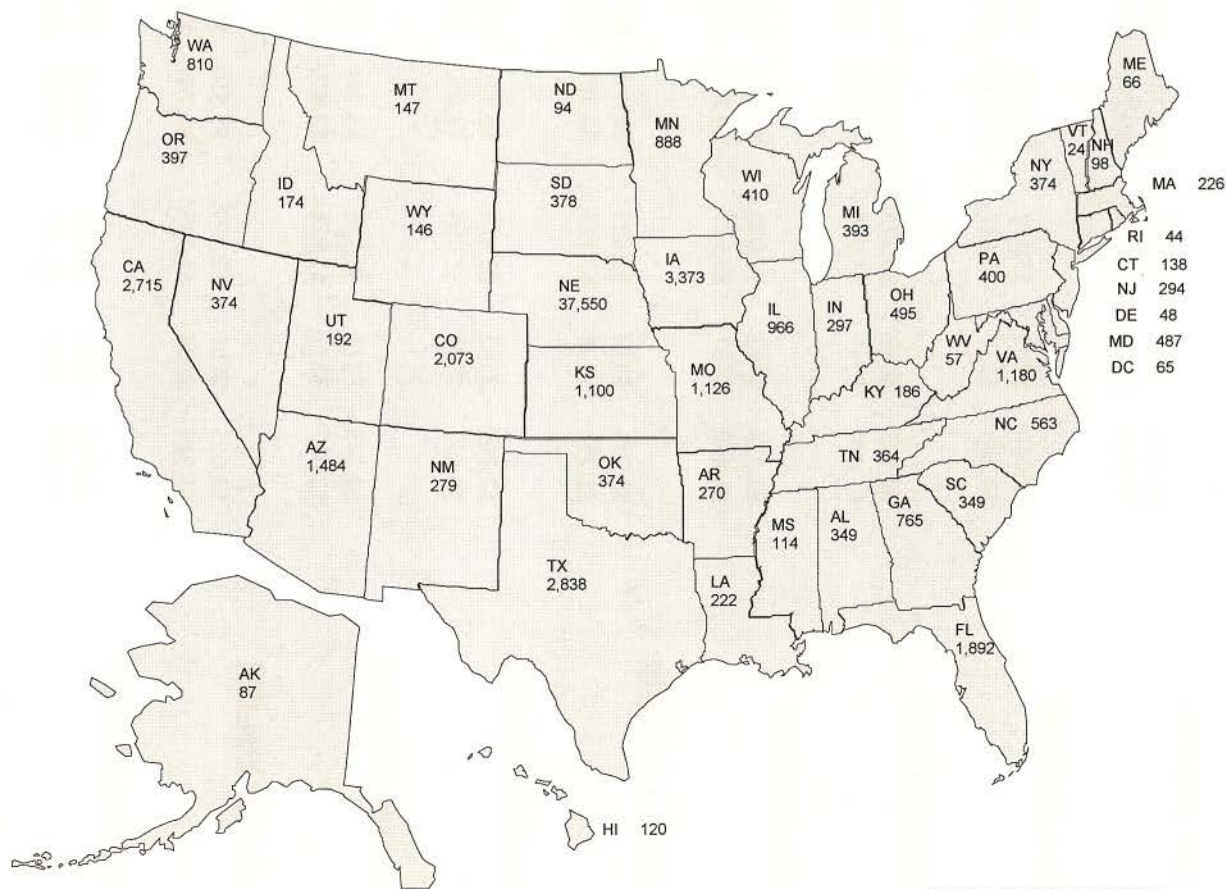 WA
810
MT
147
ND
94
MN
888
ME
66
VT
24
NH
98
OR
397
ID
174
SD
378
WI
410
NY
374
MA 226
WY
146
MI
393
RI 44
CT 138
NJ 294
DE 48
MD 487
DC 65
CA
2,715
NV
374
UT
192
CO
2,073
NE
37,550
IA
3,373
IL
966
IN
297
OH
495
PA
400
WV
57
VA
1,180
KS
1,100
MO
1,126
KY 186
NC 563
AZ
1,484
NM
279
OK
374
AR
270
TN 364
SC
349
MS
114
AL
349
GA
765
TX
2,838
LA
222
FL
1,892
AK
87
HI 120